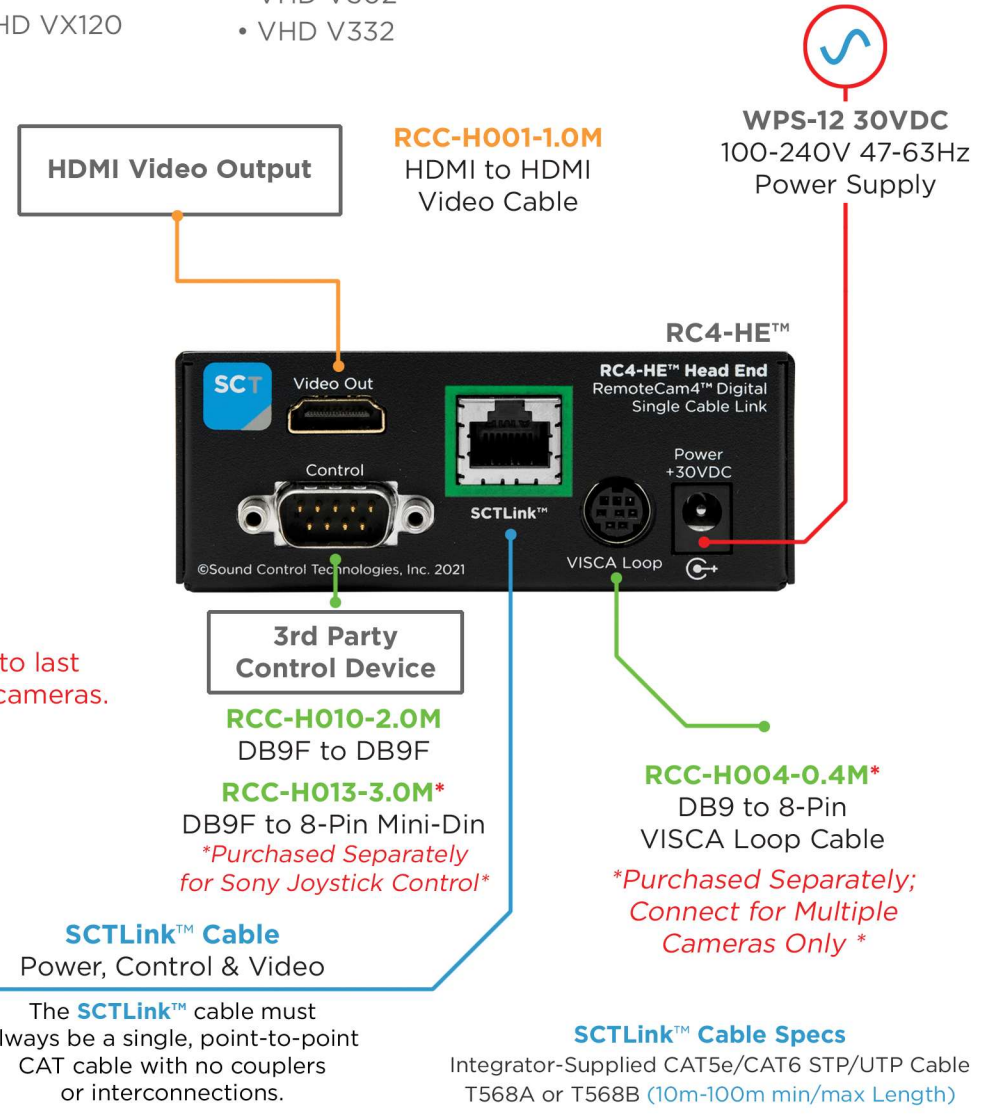 HD VX120
• VHD V332
HDMI Video Output
RCC-H001-1.0M
HDMI to HDMI
Video Cable
WPS-12 30VDC
100-240V 47-63Hz
Power Supply
RC4-HE™
SCT
Video Out
RC4-HE™ Head End
RemoteCam4™ Digital
Single Cable Link
Control
Power
+30VDC
SCTLink™
VISCA Loop
©Sound Control Technologies, Inc. 2021
3rd Party
Control Device
to last
cameras.
RCC-H010-2.0M
DB9F to DB9F
RCC-H013-3.0M*
DB9F to 8-Pin Mini-Din
*Purchased Separately
for Sony Joystick Control*
RCC-H004-0.4M*
DB9 to 8-Pin
VISCA Loop Cable
*Purchased Separately;
Connect for Multiple
Cameras Only *
SCTLink™ Cable
Power, Control & Video
The SCTLink™ cable must
lways be a single, point-to-point
CAT cable with no couplers
or interconnections.
SCTLink™ Cable Specs
Integrator-Supplied CAT5e/CAT6 STP/UTP Cable
T568A or T568B (10m-100m min/max Length)